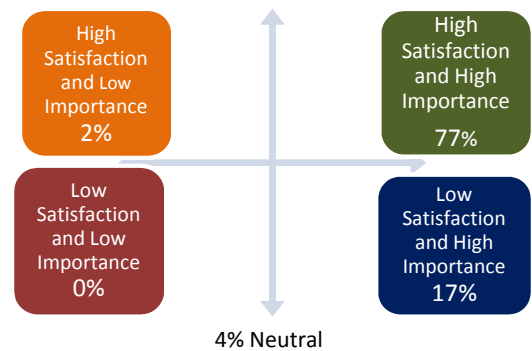 High
Satisfaction
and Low
Importance
2%
High
Satisfaction
and High
Importance
77%
Low
Satisfaction
and Low
Importance
0%
Low
Satisfaction
and High
Importance
17%
4% Neutral